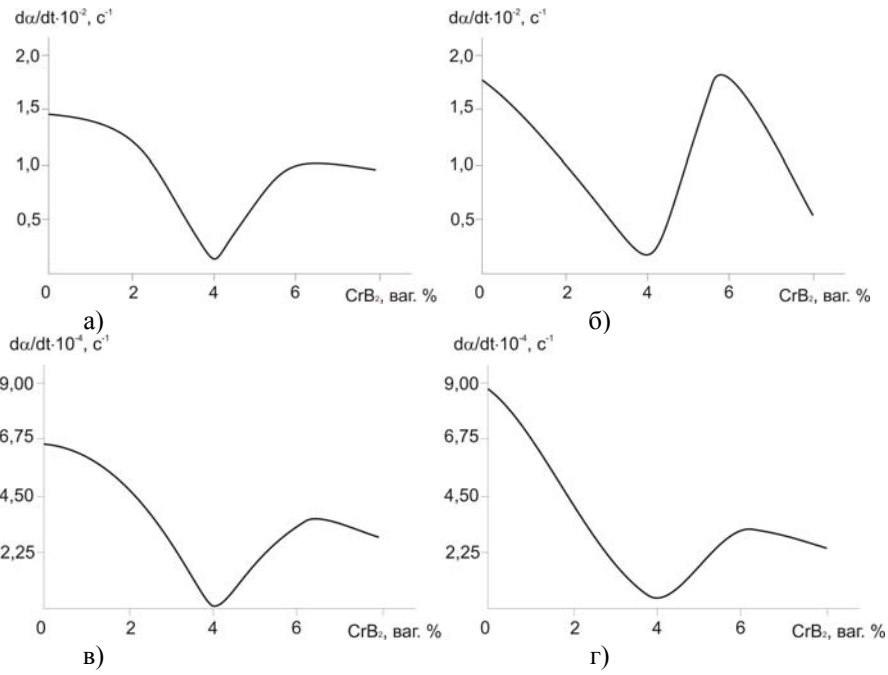 dα/dt·10⁻², c⁻¹
2,0
1,5
1,0
0,5
0 2 4 6 CrB₂, ваг. %
а)
dα/dt·10⁻², c⁻¹
2,0
1,5
1,0
0,5
0 2 4 6 CrB₂, ваг. %
б)
dα/dt·10⁻⁴, c⁻¹
9,00
6,75
4,50
2,25
0 2 4 6 CrB₂, ваг. %
в)
dα/dt·10⁻⁴, c⁻¹
9,00
6,75
4,50
2,25
0 2 4 6 CrB₂, ваг. %
г)